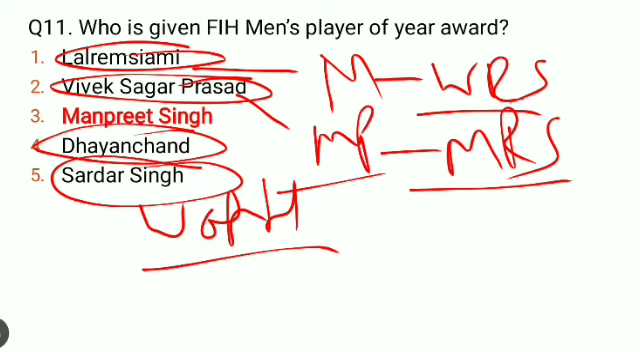 Q11. Who is given FIH Men's player of year award?
1. Lalremsiami
2. Vivek Sagar Prasad
3. Manpreet Singh
4. Dhayanchand
5. Sardar Singh
M-WRS
MP-MRS